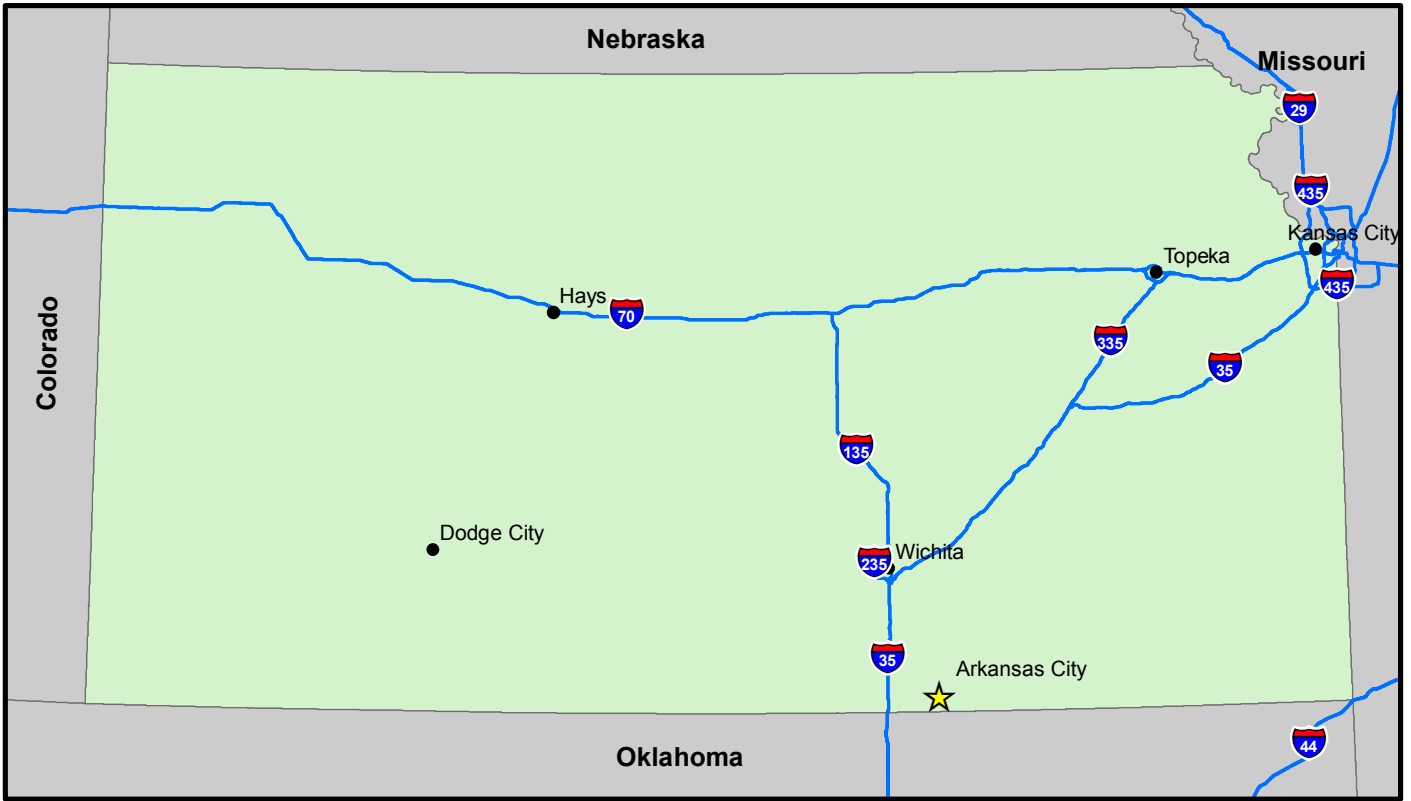 Nebraska
Missouri
29
435
Kansas City
Topeka
435
Colorado
Hays
70
335
35
135
Dodge City
235
Wichita
35
Arkansas City
Oklahoma
44